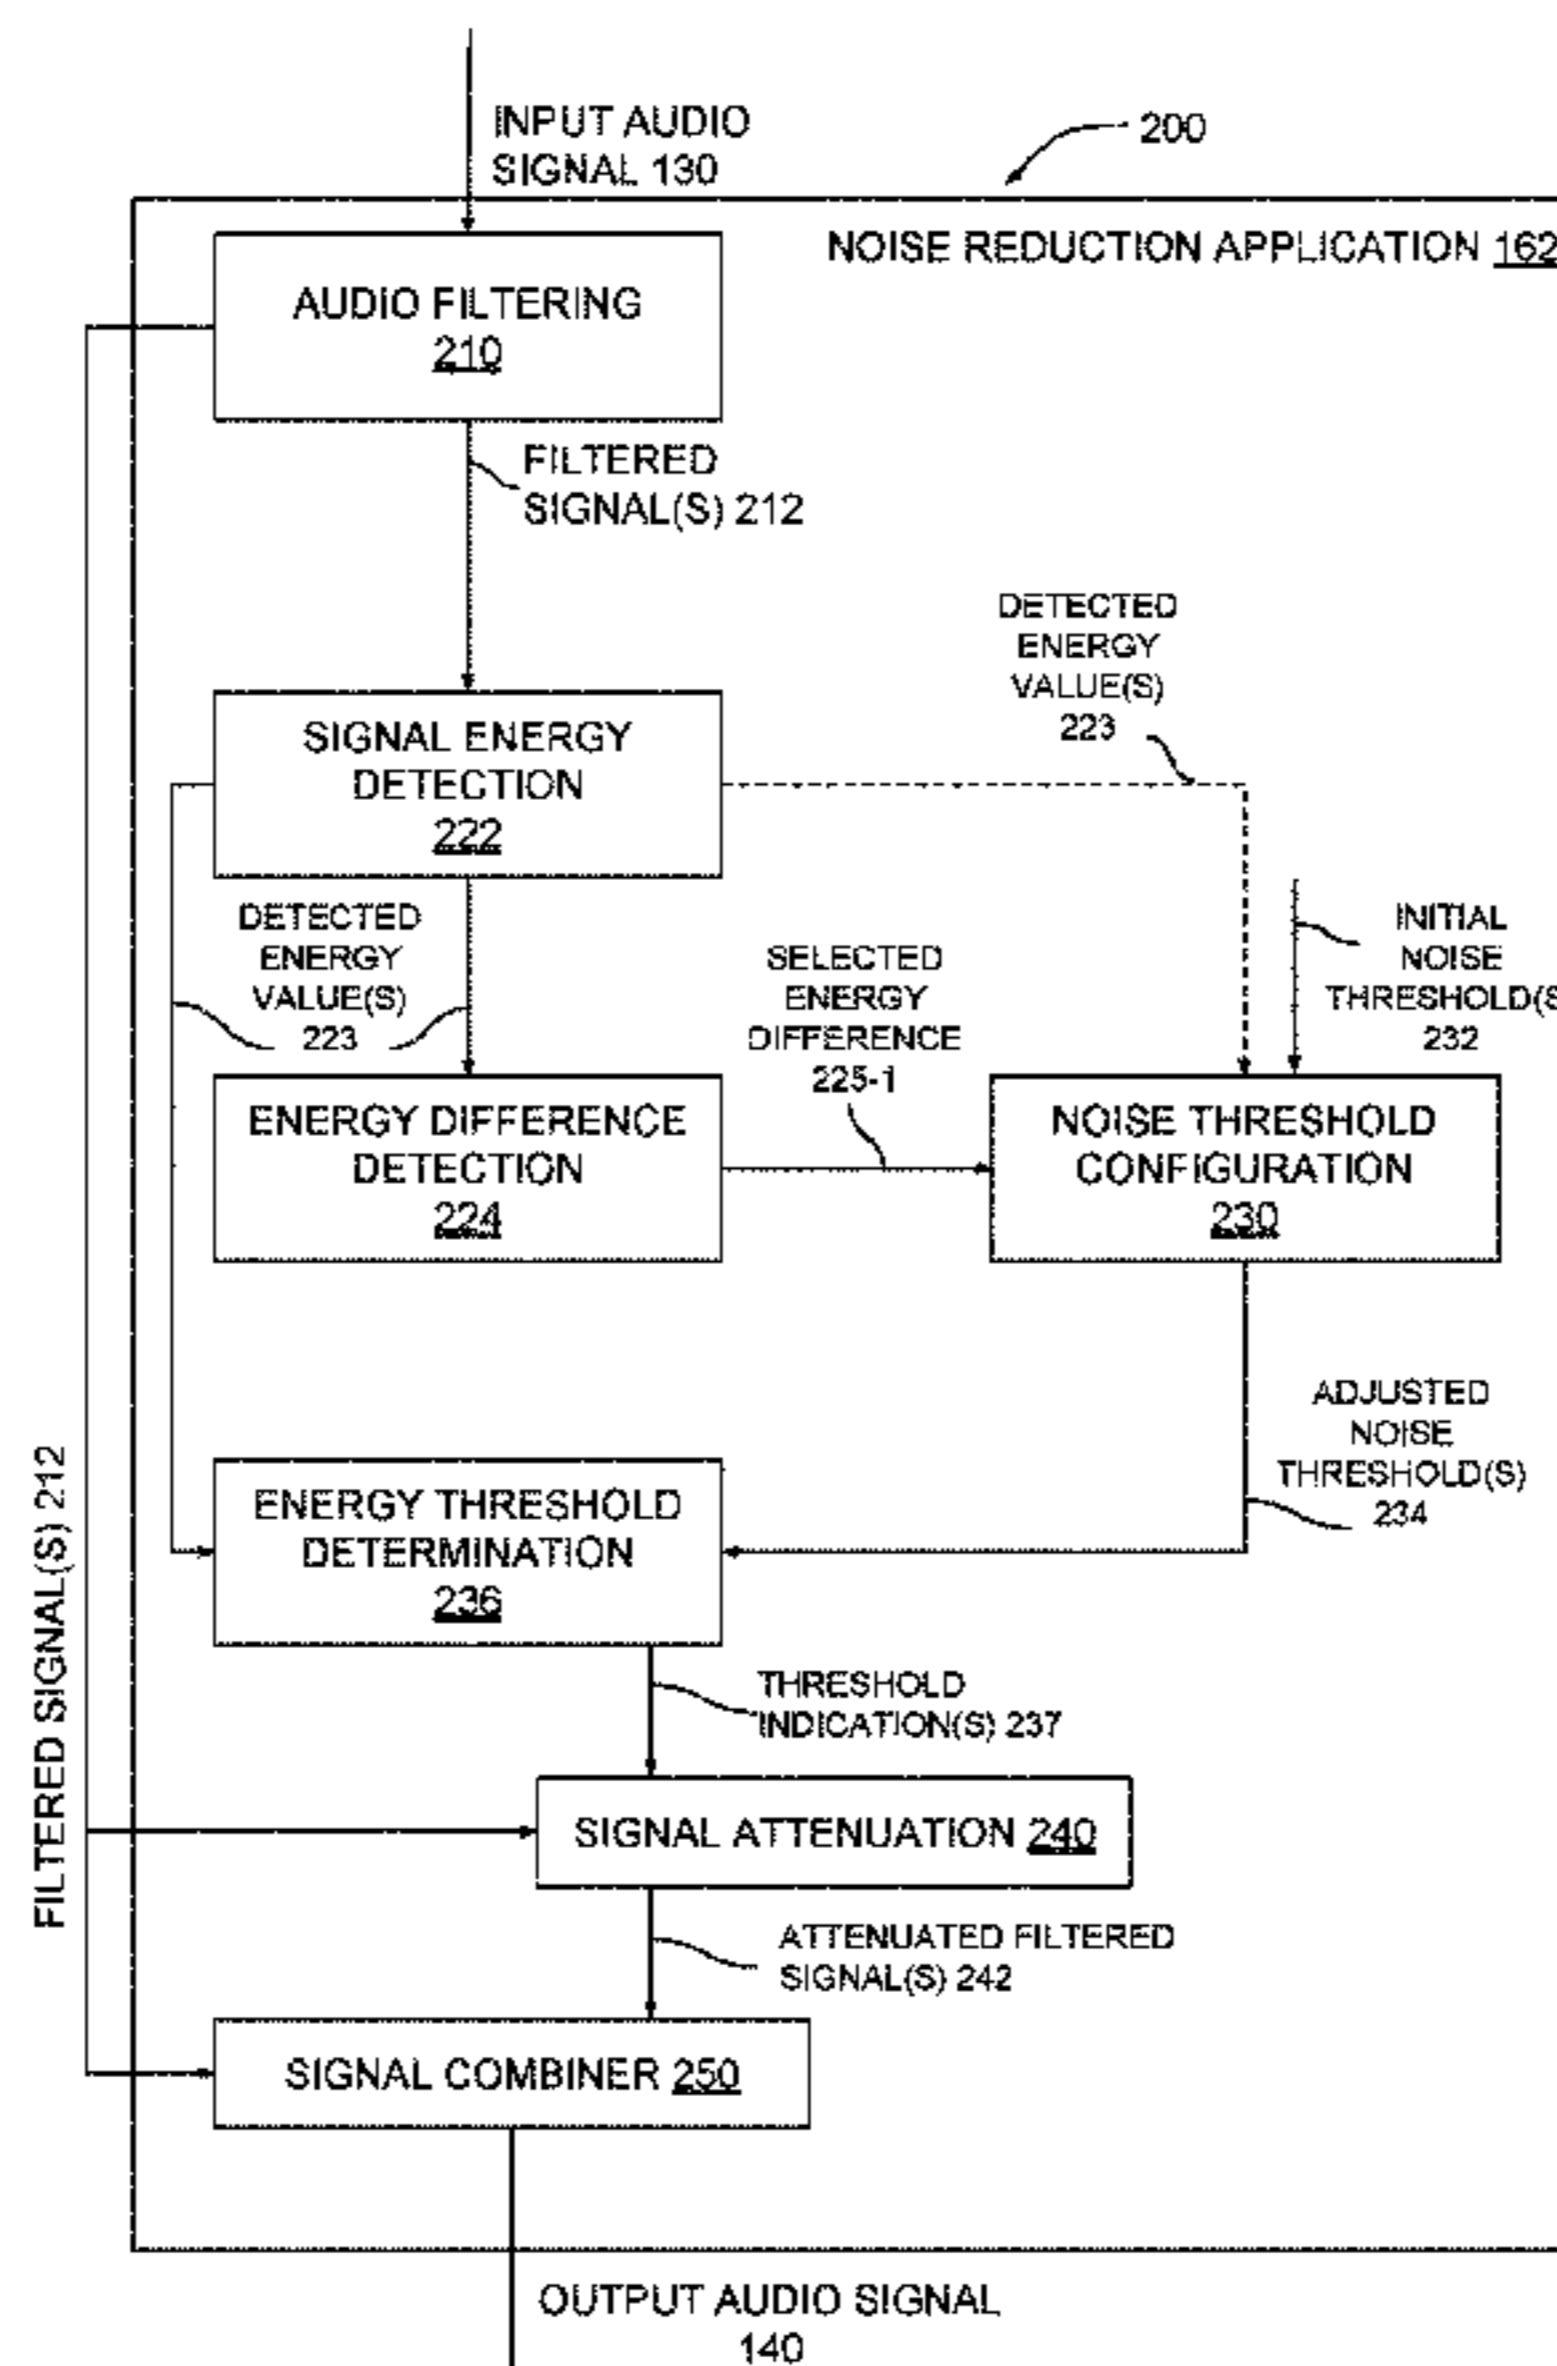 INPUT AUDIO
SIGNAL 130
200
NOISE REDUCTION APPLICATION 162
AUDIO FILTERING
210
FILTERED
SIGNAL(S) 212
DETECTED
ENERGY
VALUE(S)
223
SIGNAL ENERGY
DETECTION
222
DETECTED
ENERGY
VALUE(S)
223
SELECTED
ENERGY
DIFFERENCE
225-1
INITIAL
NOISE
THRESHOLD(S
232
ENERGY DIFFERENCE
DETECTION
224
NOISE THRESHOLD
CONFIGURATION
230
ADJUSTED
NOISE
THRESHOLD(S)
234
FILTERED SIGNAL(S) 212
ENERGY THRESHOLD
DETERMINATION
236
THRESHOLD
INDICATION(S) 237
SIGNAL ATTENUATION 240
ATTENUATED FILTERED
SIGNAL(S) 242
SIGNAL COMBINER 250
OUTPUT AUDIO SIGNAL
140